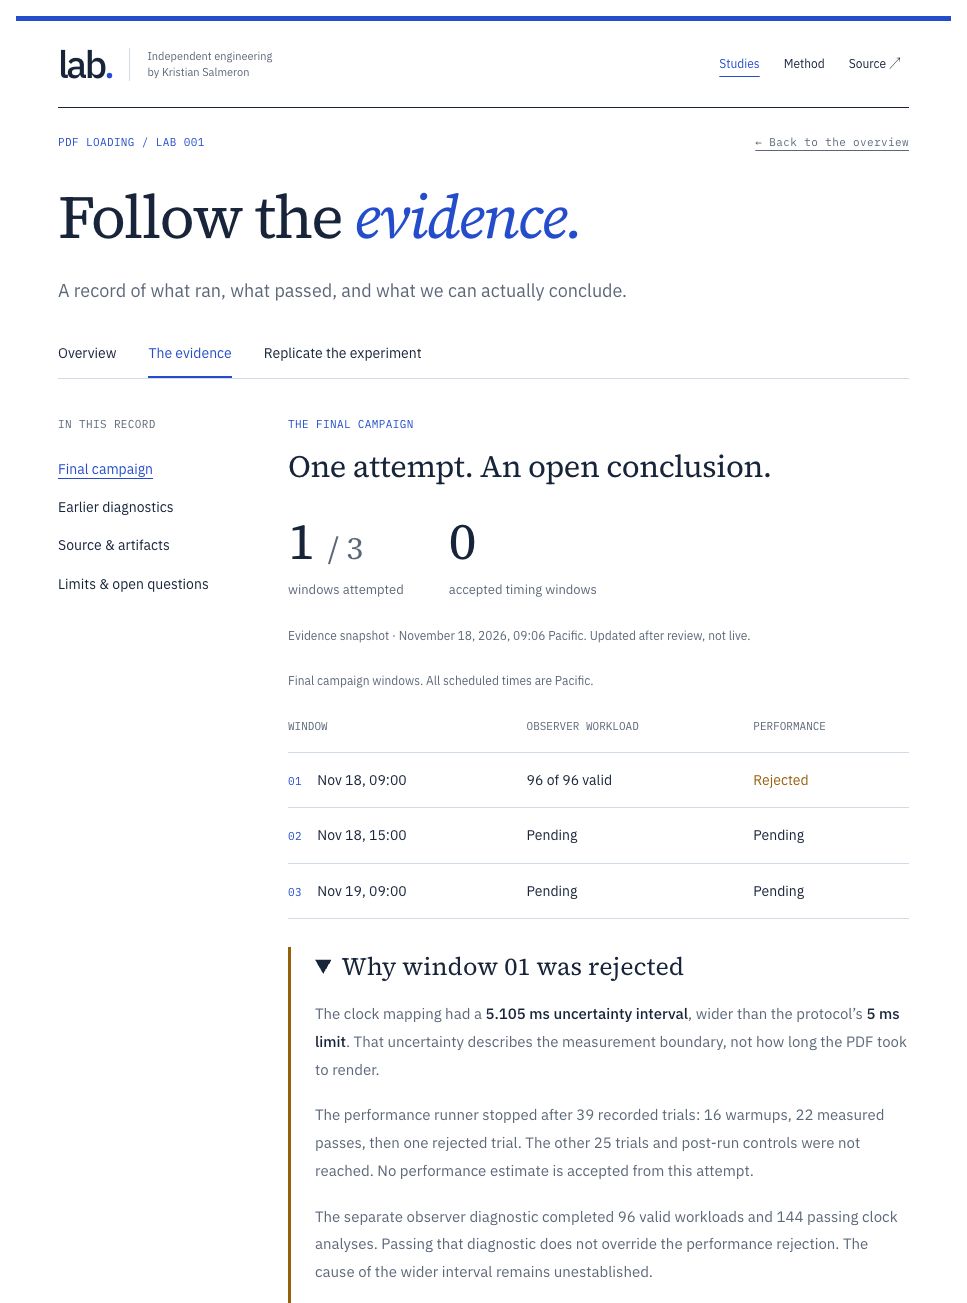 lab.
Independent engineering
by Kristian Salmeron
Studies
Method
Source ↗
PDF LOADING / LAB 001
← Back to the overview
Follow the evidence.
A record of what ran, what passed, and what we can actually conclude.
Overview
The evidence
Replicate the experiment
IN THIS RECORD
Final campaign
Earlier diagnostics
Source & artifacts
Limits & open questions
THE FINAL CAMPAIGN
One attempt. An open conclusion.
1 / 3
windows attempted
0
accepted timing windows
Evidence snapshot · November 18, 2026, 09:06 Pacific. Updated after review, not live.
Final campaign windows. All scheduled times are Pacific.
WINDOW OBSERVER WORKLOAD PERFORMANCE
01 Nov 18, 09:00 96 of 96 valid Rejected
02 Nov 18, 15:00 Pending Pending
03 Nov 19, 09:00 Pending Pending
▼ Why window 01 was rejected
The clock mapping had a 5.105 ms uncertainty interval, wider than the protocol’s 5 ms
limit. That uncertainty describes the measurement boundary, not how long the PDF took
to render.
The performance runner stopped after 39 recorded trials: 16 warmups, 22 measured
passes, then one rejected trial. The other 25 trials and post-run controls were not
reached. No performance estimate is accepted from this attempt.
The separate observer diagnostic completed 96 valid workloads and 144 passing clock
analyses. Passing that diagnostic does not override the performance rejection. The
cause of the wider interval remains unestablished.